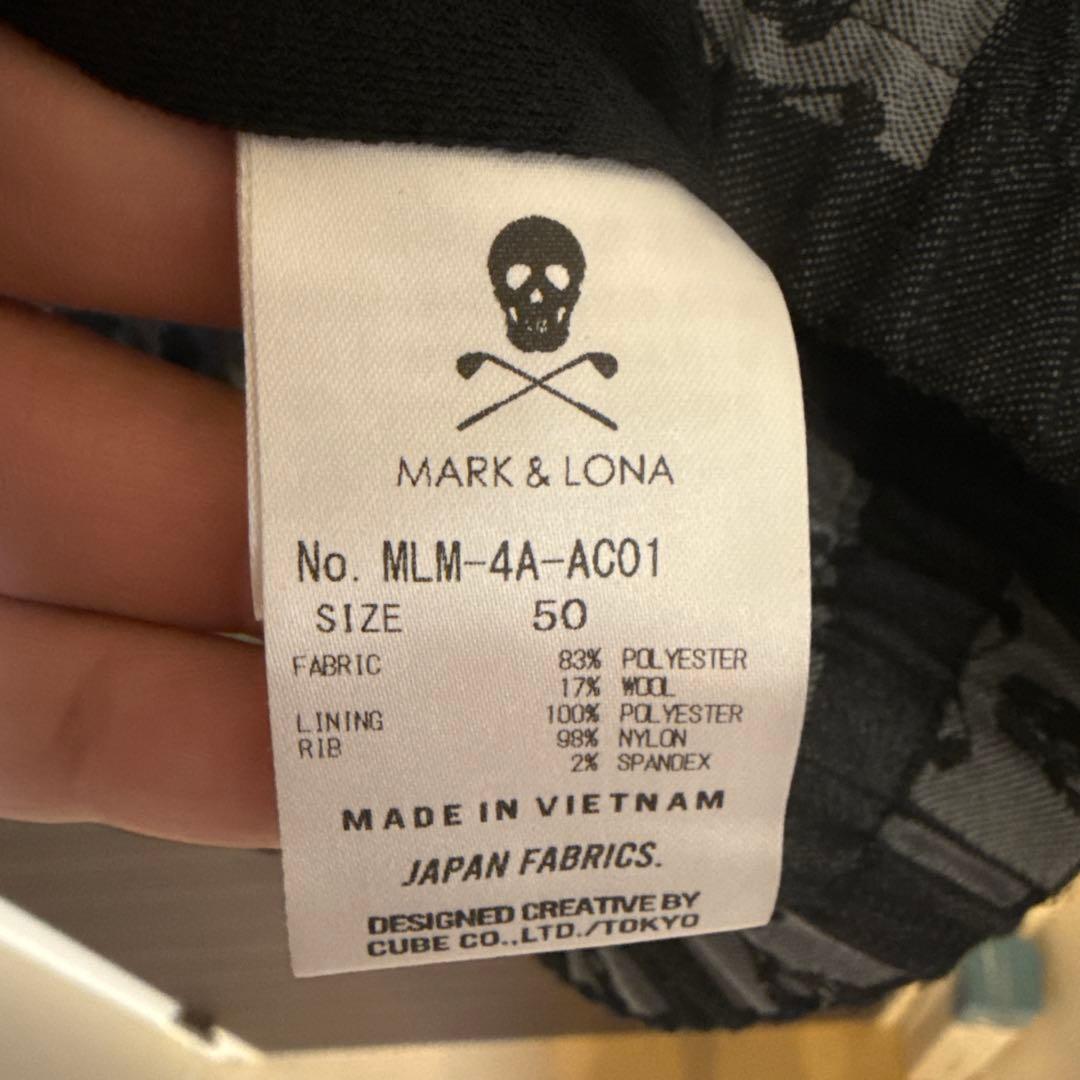 MARK & LONA
No. MLM-4A-AC01
SIZE 50
FABRIC 83% POLYESTER
17% WOOL
LINING 100% POLYESTER
RIB 98% NYLON
2% SPANDEX
MADE IN VIETNAM
JAPAN FABRICS.
DESIGNED CREATIVE BY
CUBE CO.,LTD./TOKYO